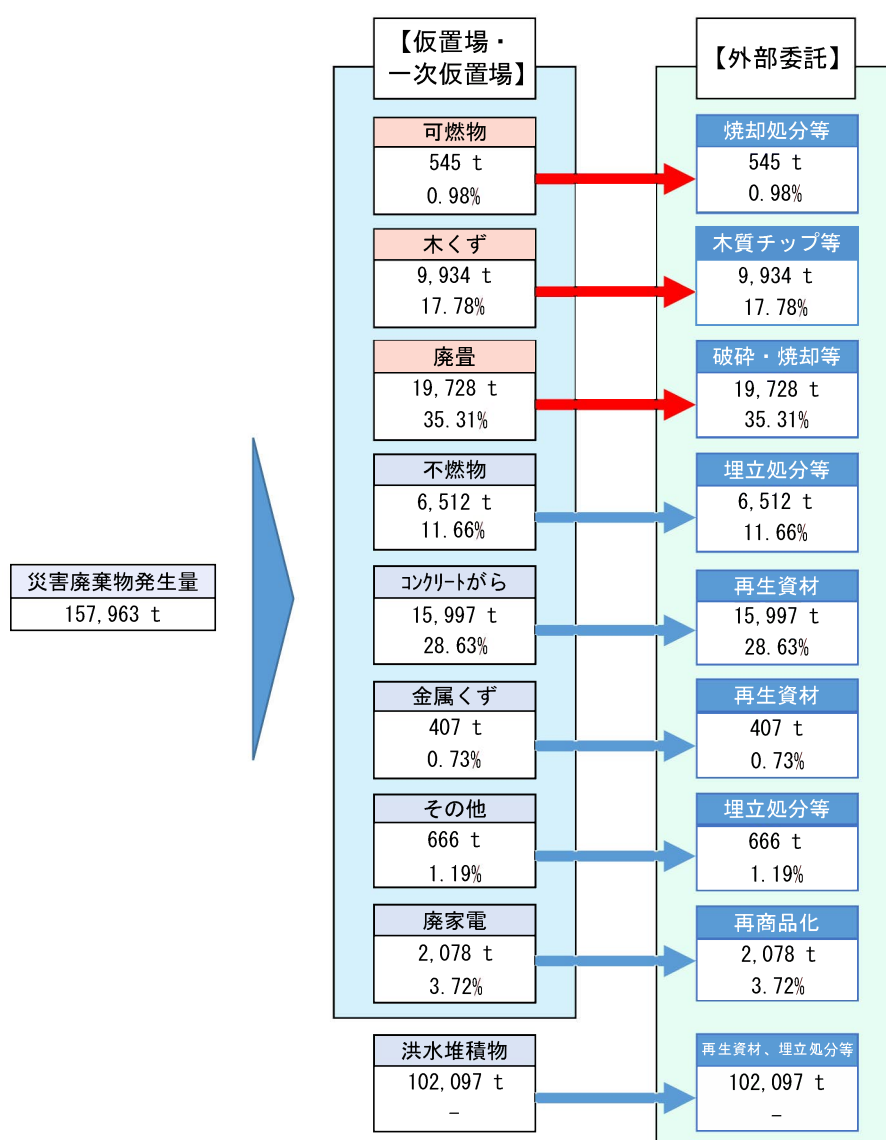 【仮置場・
一次仮置場】
【外部委託】
災害廃棄物発生量
157,963 t
可燃物
545 t
0.98%
焼却処分等
545 t
0.98%
木くず
9,934 t
17.78%
木質チップ等
9,934 t
17.78%
廃畳
19,728 t
35.31%
破砕・焼却等
19,728 t
35.31%
不燃物
6,512 t
11.66%
埋立処分等
6,512 t
11.66%
ｺﾝｸﾘｰﾄがら
15,997 t
28.63%
再生資材
15,997 t
28.63%
金属くず
407 t
0.73%
再生資材
407 t
0.73%
その他
666 t
1.19%
埋立処分等
666 t
1.19%
廃家電
2,078 t
3.72%
再商品化
2,078 t
3.72%
洪水堆積物
102,097 t
－
再生資材、埋立処分等
102,097 t
－